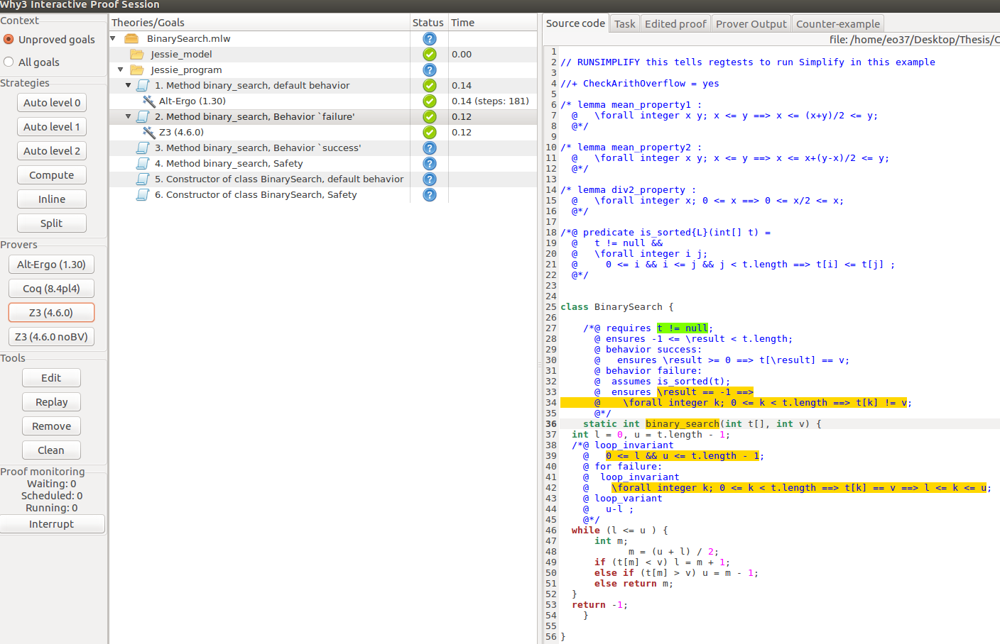 Why3 Interactive Proof Session
Context
Unproved goals
All goals
Strategies
Auto level 0
Auto level 1
Auto level 2
Compute
Inline
Split
Provers
Alt-Ergo (1.30)
Coq (8.4pl4)
Z3 (4.6.0)
Z3 (4.6.0 noBV)
Tools
Edit
Replay
Remove
Clean
Proof monitoring
Waiting: 0
Scheduled: 0
Running: 0
Interrupt
Theories/Goals Status Time
BinarySearch.mlw
Jessie_model 0.00
Jessie_program
1. Method binary_search, default behavior 0.14
Alt-Ergo (1.30) 0.14 (steps: 181)
2. Method binary_search, Behavior `failure' 0.12
Z3 (4.6.0) 0.12
3. Method binary_search, Behavior `success'
4. Method binary_search, Safety
5. Constructor of class BinarySearch, default behavior
6. Constructor of class BinarySearch, Safety
Source code Task Edited proof Prover Output Counter-example
file: /home/eo37/Desktop/Thesis/C
1
2 // RUNSIMPLIFY this tells regtests to run Simplify in this example
3
4 //+ CheckArithOverflow = yes
5
6 /* lemma mean_property1 :
7 @ \forall integer x y; x <= y ==> x <= (x+y)/2 <= y;
8 @*/
9
10 /* lemma mean_property2 :
11 @ \forall integer x y; x <= y ==> x <= x+(y-x)/2 <= y;
12 @*/
13
14 /* lemma div2_property :
15 @ \forall integer x; 0 <= x ==> 0 <= x/2 <= x;
16 @*/
17
18 /*@ predicate is_sorted{L}(int[] t) =
19 @ t != null &&
20 @ \forall integer i j;
21 @ 0 <= i && i <= j && j < t.length ==> t[i] <= t[j] ;
22 @*/
23
24
25 class BinarySearch {
26
27 /*@ requires t != null;
28 @ ensures -1 <= \result < t.length;
29 @ behavior success:
30 @ ensures \result >= 0 ==> t[\result] == v;
31 @ behavior failure:
32 @ assumes is_sorted(t);
33 @ ensures \result == -1 ==>
34 @ \forall integer k; 0 <= k < t.length ==> t[k] != v;
35 @*/
36 static int binary_search(int t[], int v) {
37 int l = 0, u = t.length - 1;
38 /*@ loop_invariant
39 @ 0 <= l && u <= t.length - 1;
40 @ for failure:
41 @ loop_invariant
42 @ \forall integer k; 0 <= k < t.length ==> t[k] == v ==> l <= k <= u;
43 @ loop_variant
44 @ u-l ;
45 @*/
46 while (l <= u ) {
47 int m;
48 m = (u + l) / 2;
49 if (t[m] < v) l = m + 1;
50 else if (t[m] > v) u = m - 1;
51 else return m;
52 }
53 return -1;
54 }
55
56 }